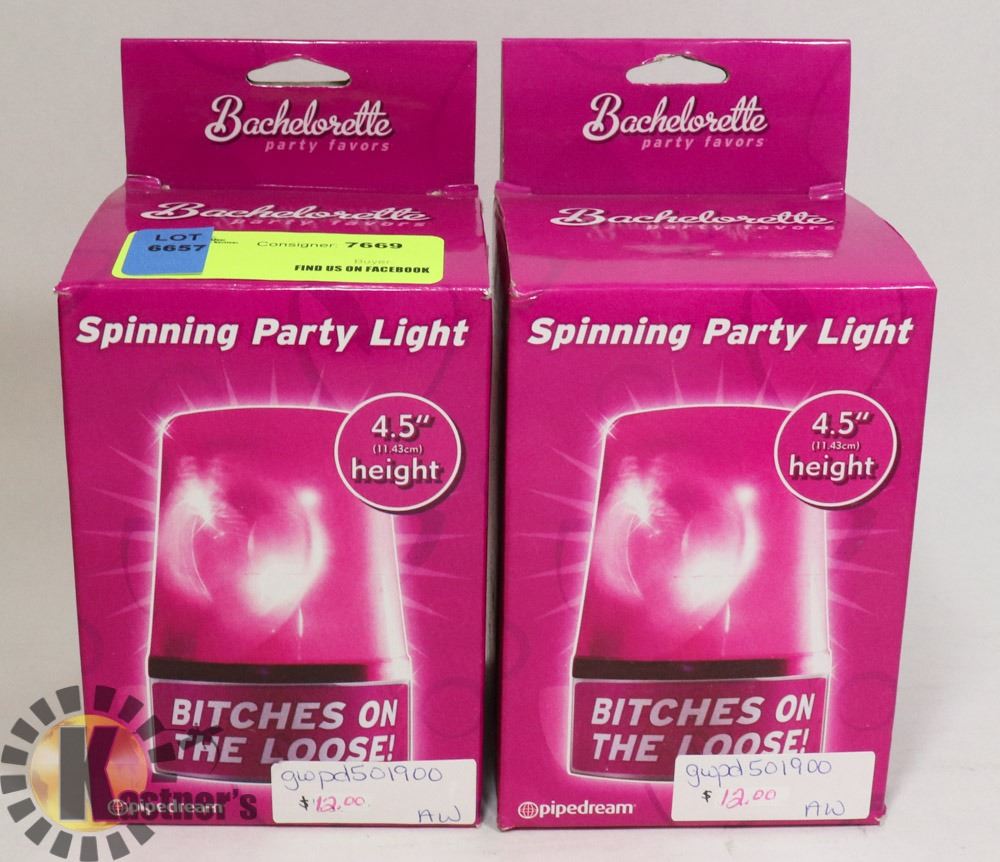 Bachelorette
party favors
Bachelorette
party favors
LOT
6657
Consigner: 7669
Buyer
FIND US ON FACEBOOK
Spinning Party Light
4.5"
(11.43cm)
height
BITCHES ON
THE LOOSE!
gwpd501900
$12.00
AW
pipedream
Kastner's
Bachelorette
party favors
Bachelorette
party favors
Spinning Party Light
4.5"
(11.43cm)
height
BITCHES ON
THE LOOSE!
gwpd501900
$12.00
AW
pipedream